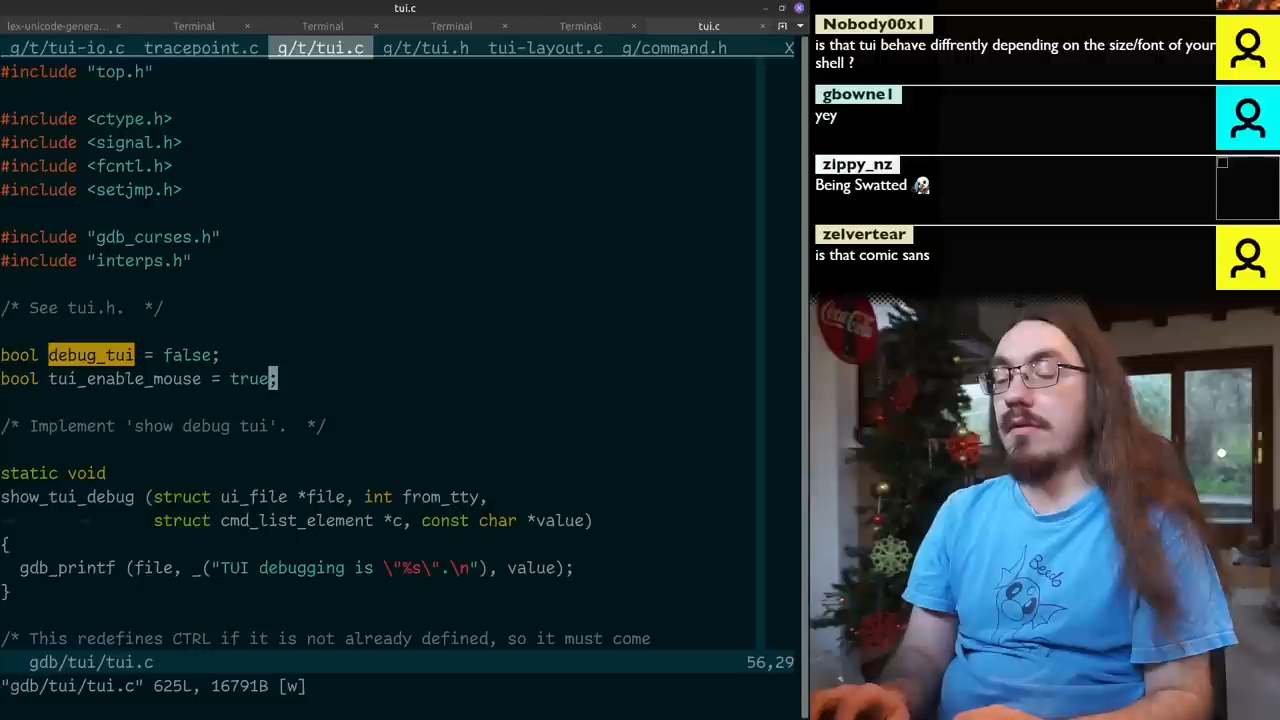 tui.c
lex-unicode-genera... × Terminal × Terminal × Terminal × Terminal × tui.c ×
g/t/tui-io.c tracepoint.c g/t/tui.c g/t/tui.h tui-layout.c g/command.h X
#include "top.h"
#include <ctype.h>
#include <signal.h>
#include <fcntl.h>
#include <setjmp.h>
#include "gdb_curses.h"
#include "interps.h"
/* See tui.h.  */
bool debug_tui = false;
bool tui_enable_mouse = true;
/* Implement 'show debug tui'.  */
static void
show_tui_debug (struct ui_file *file, int from_tty,
struct cmd_list_element *c, const char *value)
{
gdb_printf (file, _("TUI debugging is \"%s\".\n"), value);
}
/* This redefines CTRL if it is not already defined, so it must come
gdb/tui/tui.c 56,29
"gdb/tui/tui.c" 625L, 16791B [w]
Nobody00x1
is that tui behave diffrently depending on the size/font of your
shell ?
gbowne1
yey
zippy_nz
Being Swatted
zelvertear
is that comic sans
Coca-Cola
Beeb